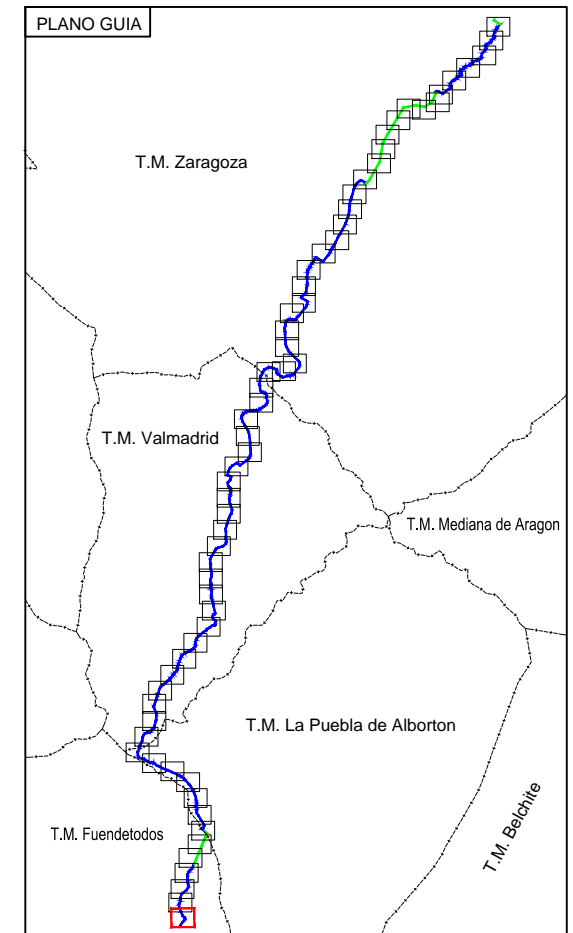 PLANO GUIA
T.M. Zaragoza
T.M. Valmadrid
T.M. Mediana de Aragon
T.M. La Puebla de Alborton
T.M. Belchite
T.M. Fuendetodos